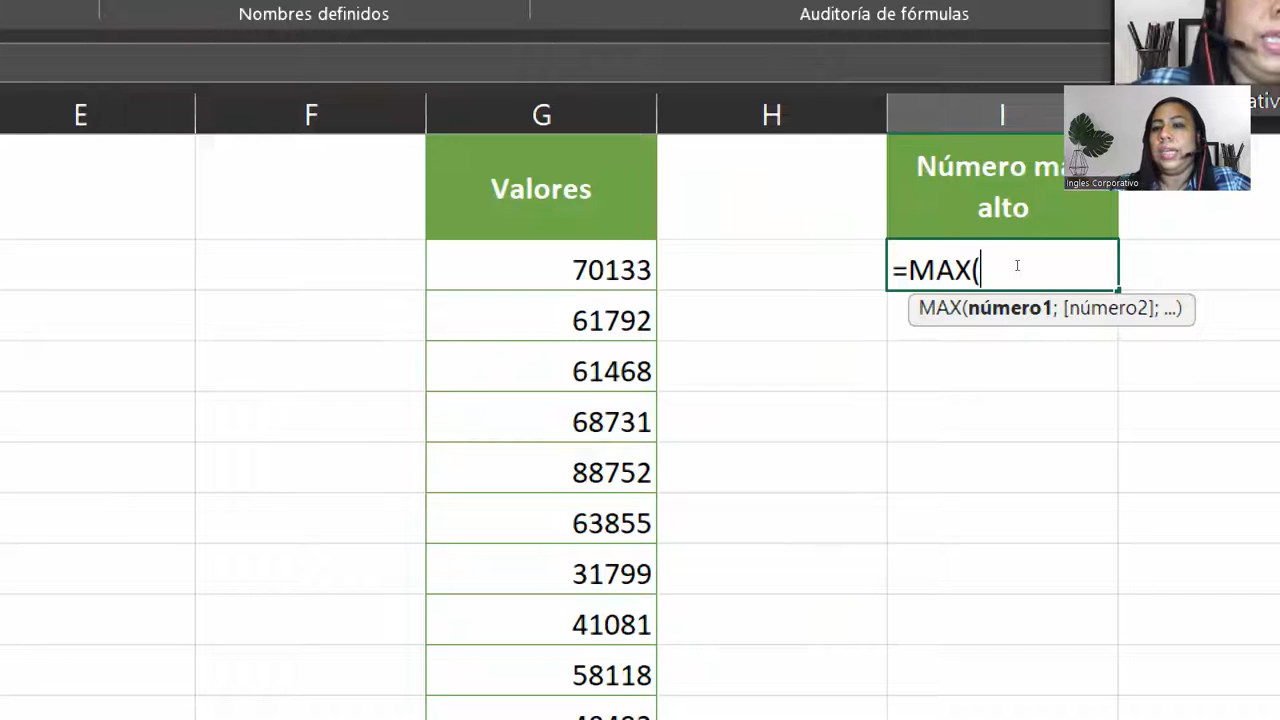 Nombres definidos
Auditoría de fórmulas
E
F
G
H
I
Valores
Número
alto
Ingles Corporativo
70133
=MAX(
MAX(número1; [número2]; ...)
61792
61468
68731
88752
63855
31799
41081
58118